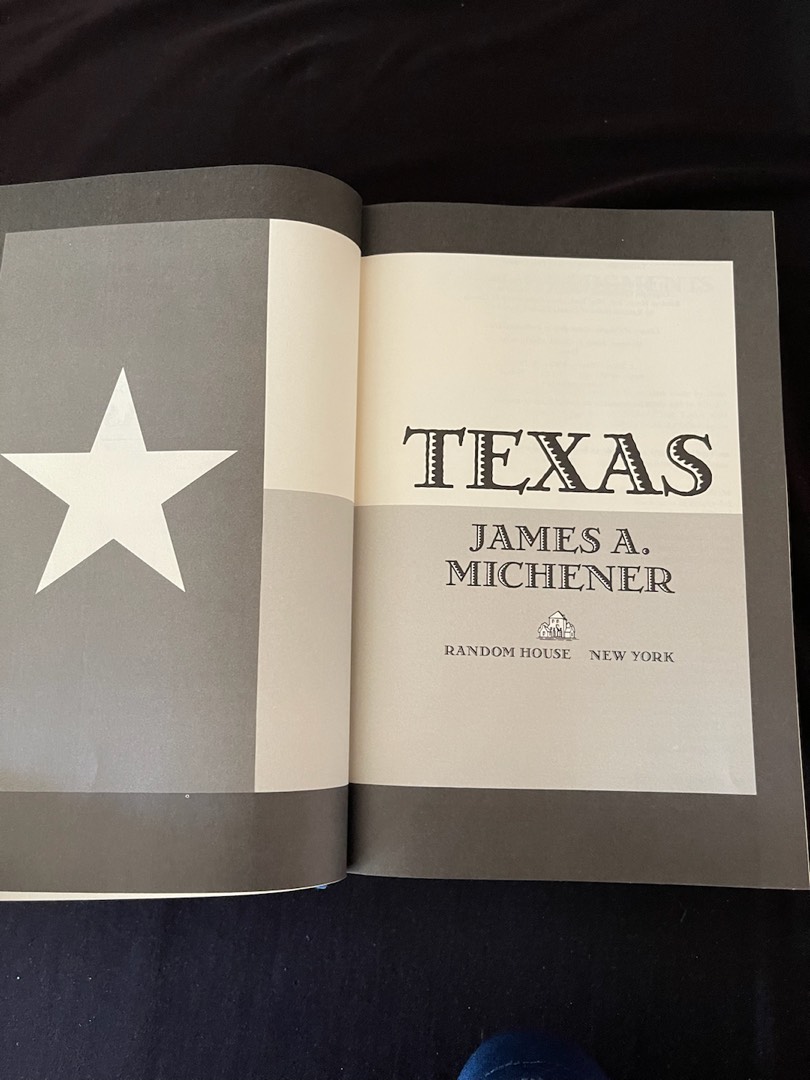 TEXAS
JAMES A.
MICHENER
RANDOM HOUSE NEW YORK